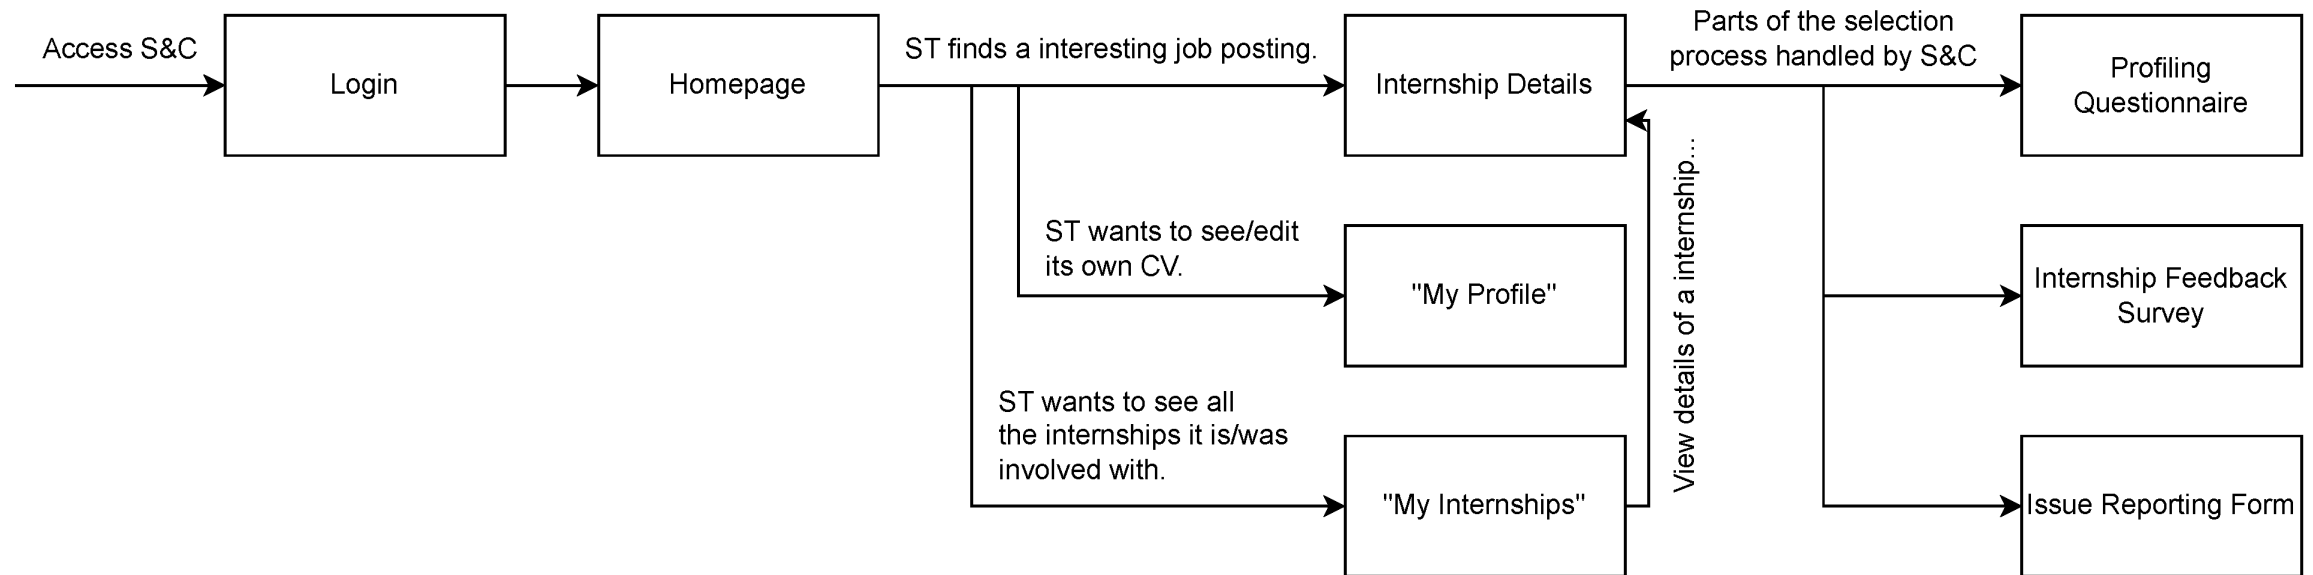 Access S&C
Login
Homepage
ST finds a interesting job posting.
Internship Details
Parts of the selection
process handled by S&C
Profiling
Questionnaire
ST wants to see/edit
its own CV.
"My Profile"
View details of a internship...
Internship Feedback
Survey
ST wants to see all
the internships it is/was
involved with.
"My Internships"
Issue Reporting Form